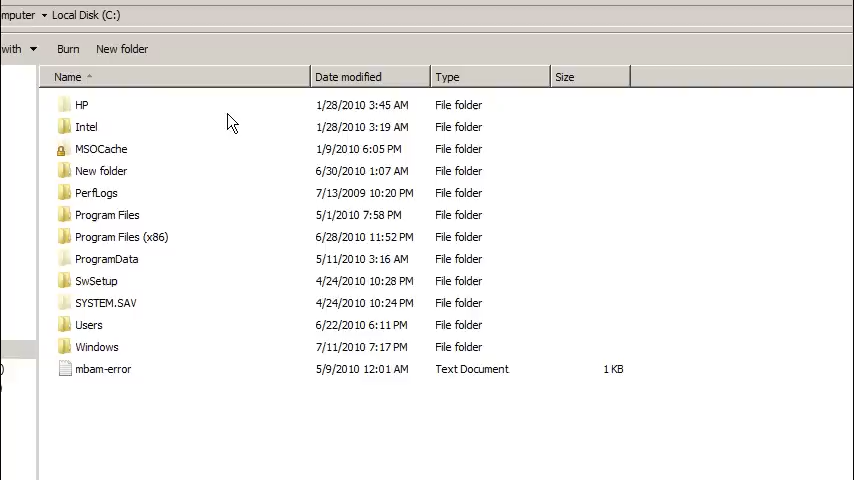 mputer Local Disk (C:)
with Burn New folder
Name Date modified Type Size
HP 1/28/2010 3:45 AM File folder
Intel 1/28/2010 3:19 AM File folder
MSOCache 1/9/2010 6:05 PM File folder
New folder 6/30/2010 1:07 AM File folder
PerfLogs 7/13/2009 10:20 PM File folder
Program Files 5/1/2010 7:58 PM File folder
Program Files (x86) 6/28/2010 11:52 PM File folder
ProgramData 5/11/2010 3:16 AM File folder
SwSetup 4/24/2010 10:28 PM File folder
SYSTEM.SAV 4/24/2010 10:24 PM File folder
Users 6/22/2010 6:11 PM File folder
Windows 7/11/2010 7:17 PM File folder
) mbam-error 5/9/2010 12:01 AM Text Document 1 KB
)